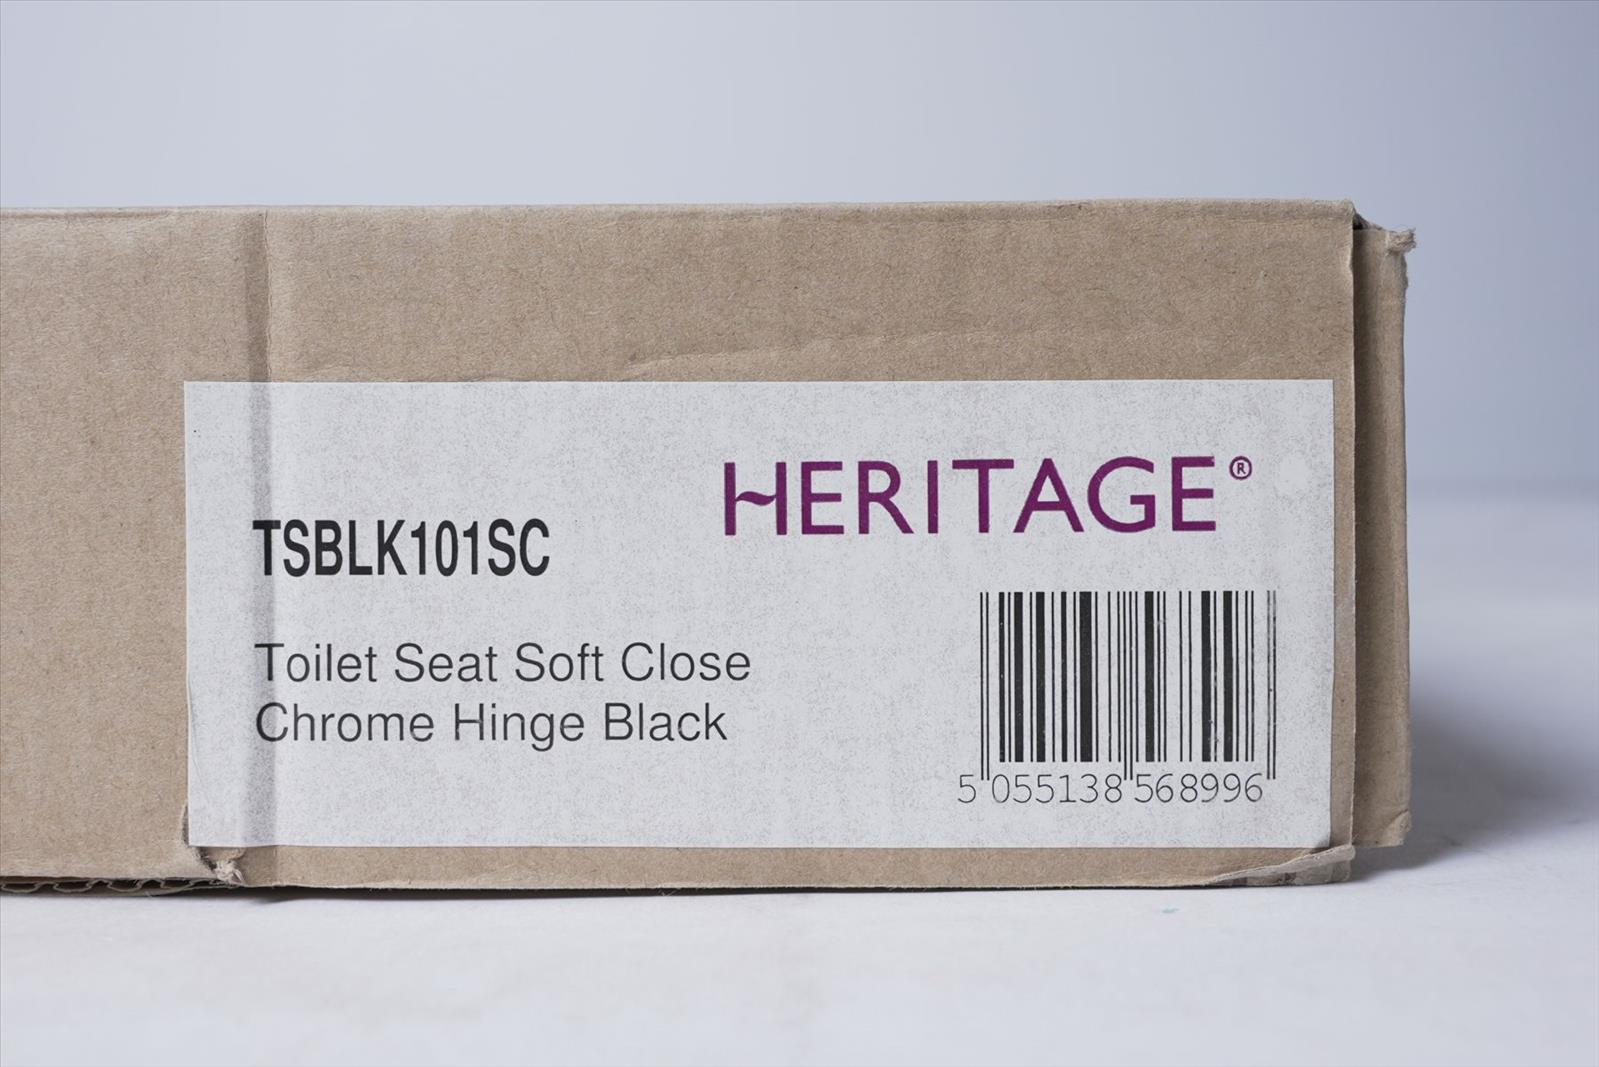 HERITAGE®
TSBLK101SC
Toilet Seat Soft Close
Chrome Hinge Black
5 055138 568996